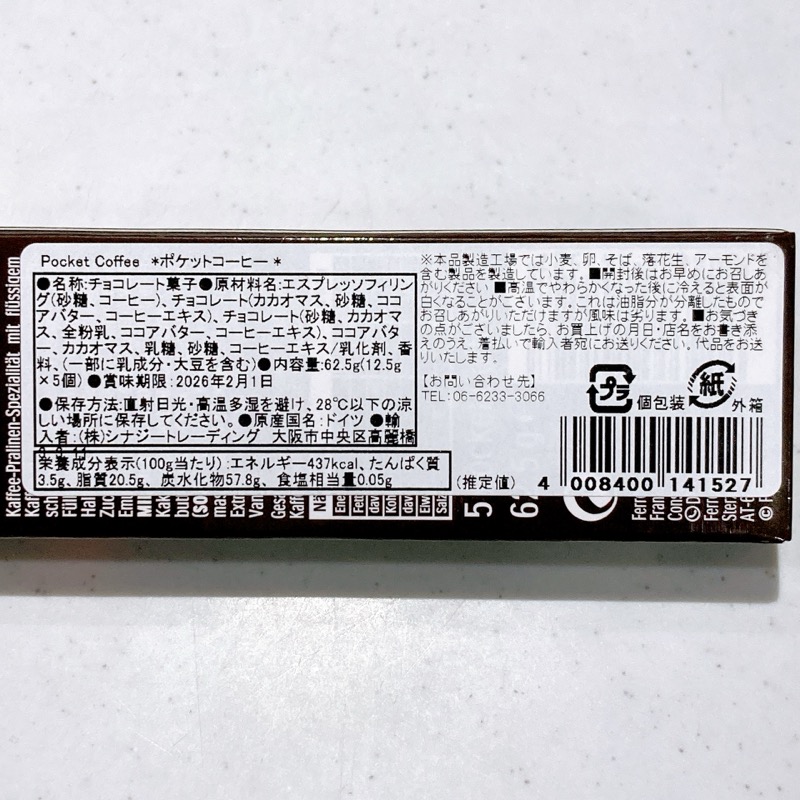 Pocket Coffee *ポケットコーヒー*
●名称:チョコレート菓子●原材料名:エスプレッソフィリン
グ(砂糖、コーヒー)、チョコレート(カカオマス、砂糖、ココ
アバター、コーヒーエキス)、チョコレート(砂糖、カカオマ
ス、全粉乳、ココアバター、コーヒーエキス)、ココアバタ
ー、カカオマス、乳糖、砂糖、コーヒーエキス/乳化剤、香
料、(一部に乳成分・大豆を含む)●内容量:62.5g(12.5g
×5個)●賞味期限:2026年2月1日
●保存方法:直射日光・高温多湿を避け、28℃以下の涼
しい場所に保存してください。●原産国名:ドイツ●輸
入者:(株)シナジートレーディング 大阪市中央区高麗橋
栄養成分表示(100g当たり):エネルギー437kcal、たんぱく質
3.5g、脂質20.5g、炭水化物57.8g、食塩相当量0.05g
(推定値)
※本品製造工場では小麦、卵、そば、落花生、アーモンドを
含む製品を製造しています。■開封後はお早めにお召しあ
がりください■高温でやわらかくなった後に冷えると表面が
白くなることがございます。これは油脂分が分離したもので
お召しあがりいただけますが風味は劣ります。■お気づき
の点がございましたら、お買上げの月日・店名をお書き添
えのうえ、着払いで輸入者宛にお送りください。代品をお送
りいたします。
【お問い合わせ先】
TEL:06-6233-3066
プラ
個包装
紙
外箱
4 008400 141527
Kaffee-Pralinen-Spezialität mit flüssigem